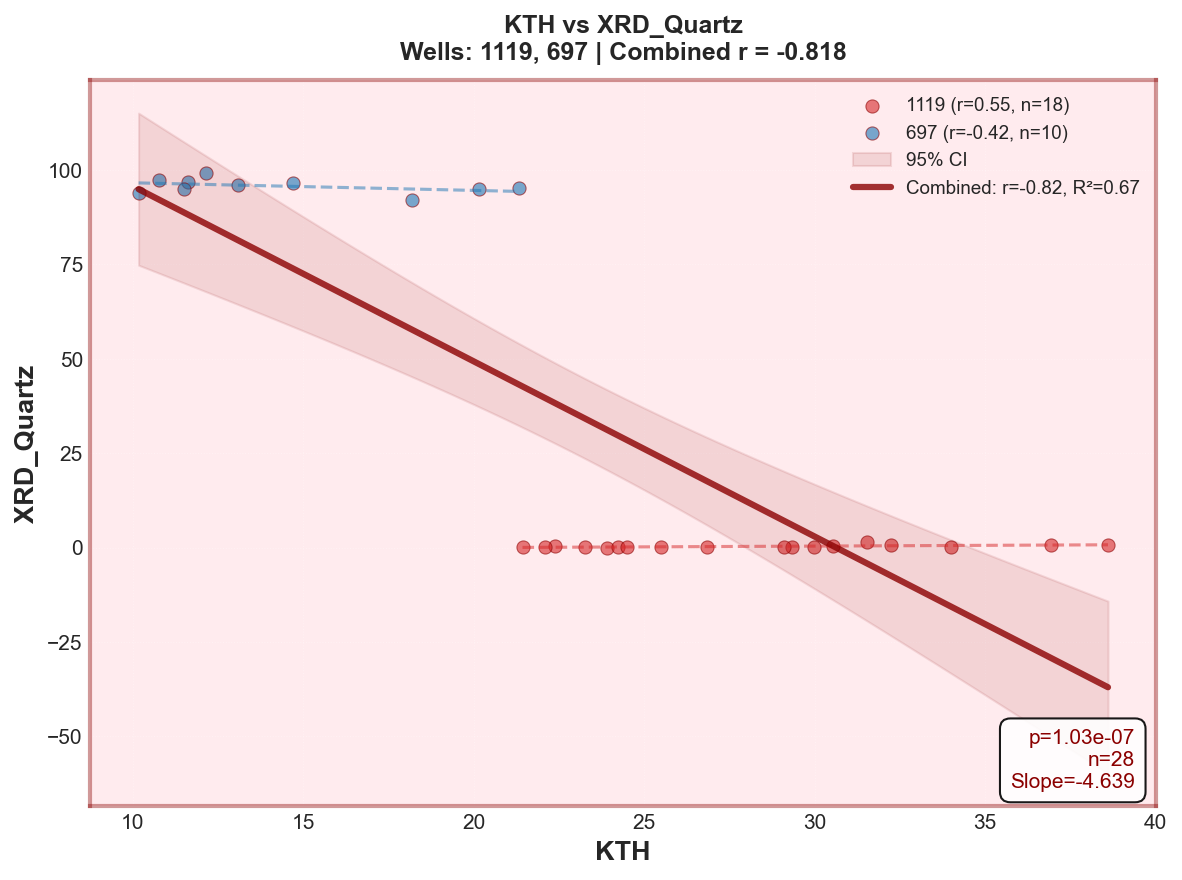 KTH vs XRD_Quartz
Wells: 1119, 697 | Combined r = -0.818
1119 (r=0.55, n=18)
697 (r=-0.42, n=10)
95% CI
Combined: r=-0.82, R²=0.67
XRD_Quartz
100
75
50
25
0
−25
−50
p=1.03e-07
n=28
Slope=-4.639
10 15 20 25 30 35 40
KTH